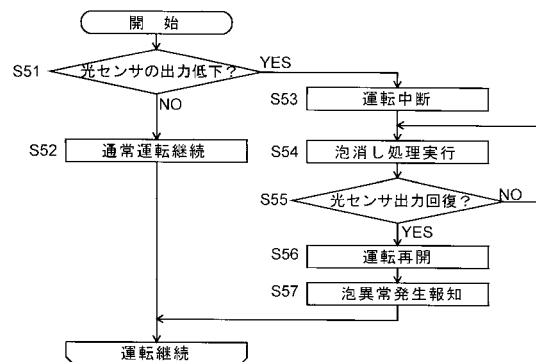 開始
S51
光センサの出力低下？
YES
NO
S53
運転中断
S52
通常運転継続
S54
泡消し処理実行
S55
光センサ出力回復？
NO
YES
S56
運転再開
S57
泡異常発生報知
運転継続